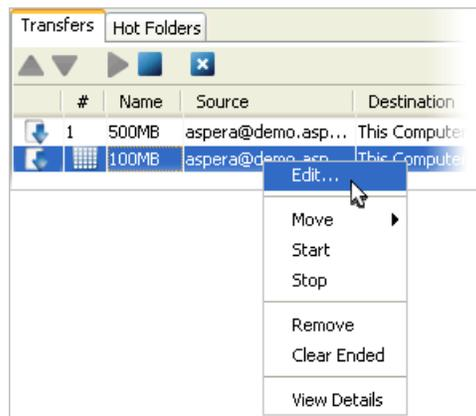 Transfers Hot Folders
# Name Source Destination
1 500MB aspera@demo.asp... This Computer
100MB aspera@demo.asp... This Computer
Edit...
Move
Start
Stop
Remove
Clear Ended
View Details